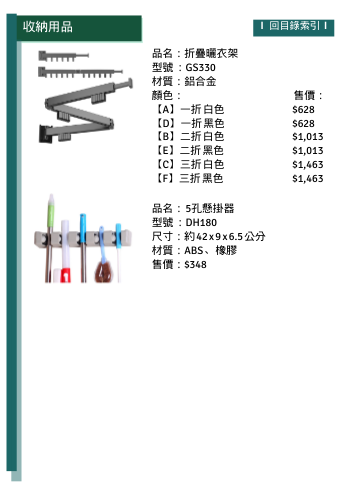 收納用品
回目錄索引
品名：折疊曬衣架
型號：GS330
材質：鋁合金
顏色： 售價：
【A】一折白色 $628
【D】一折黑色 $628
【B】二折白色 $1,013
【E】二折黑色 $1,013
【C】三折白色 $1,463
【F】三折黑色 $1,463
品名：5孔懸掛器
型號：DH180
尺寸：約42x9x6.5公分
材質：ABS、橡膠
售價：$348